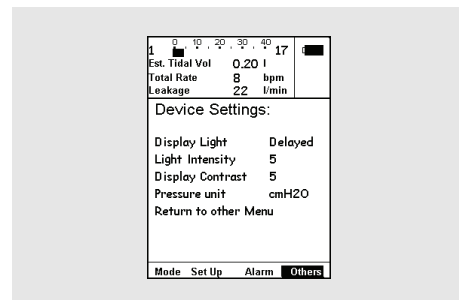 0 10 20 30 40
1 17
Est. Tidal Vol 0.20 l
Total Rate 8 bpm
Leakage 22 l/min
Device Settings:
Display Light Delayed
Light Intensity 5
Display Contrast 5
Pressure unit cmH2O
Return to other Menu
Mode Set Up Alarm Others